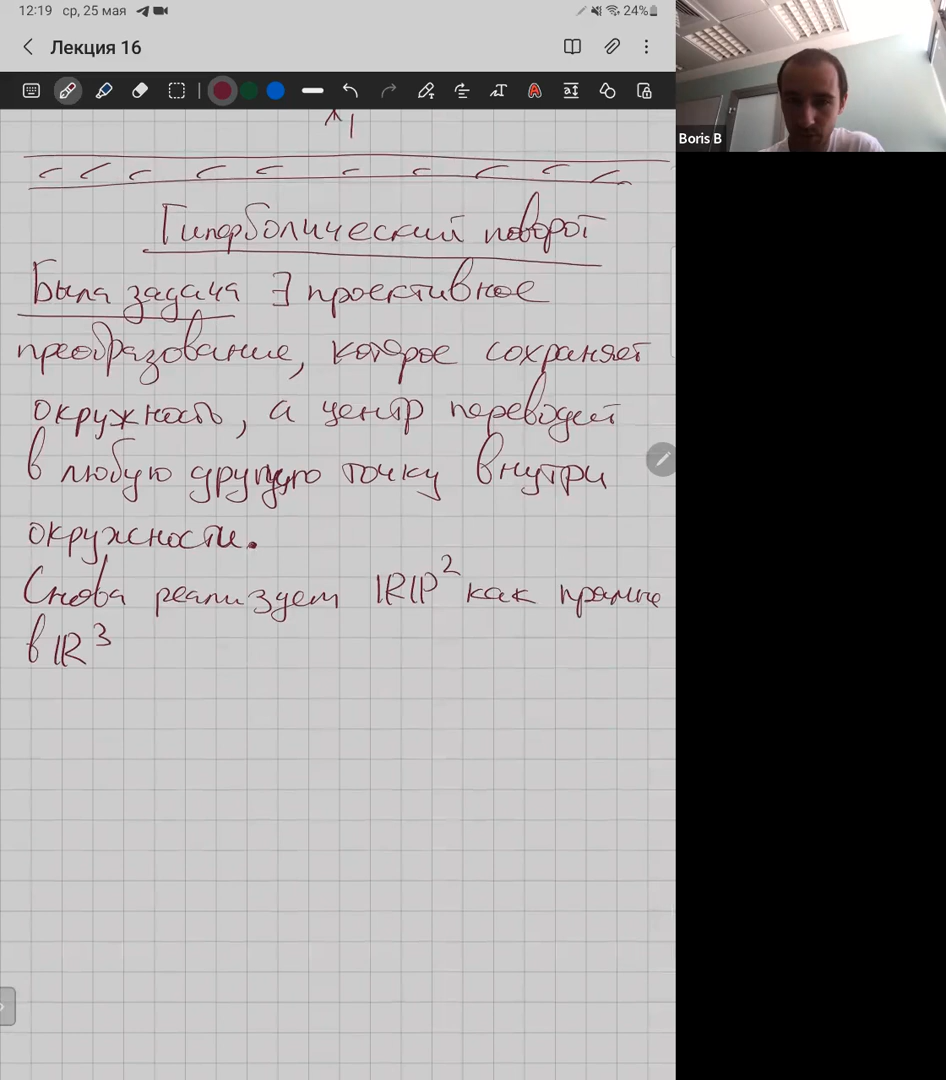 12:19 ср, 25 мая
24%
Лекция 16
Boris B
Гиперболический поворот
Была задача ∃ проективное
преобразование, которое сохраняет
окружность, а центр переводит
в любую другую точку внутри
окружности.
Снова реализуем ℝP² как прямые
в ℝ³